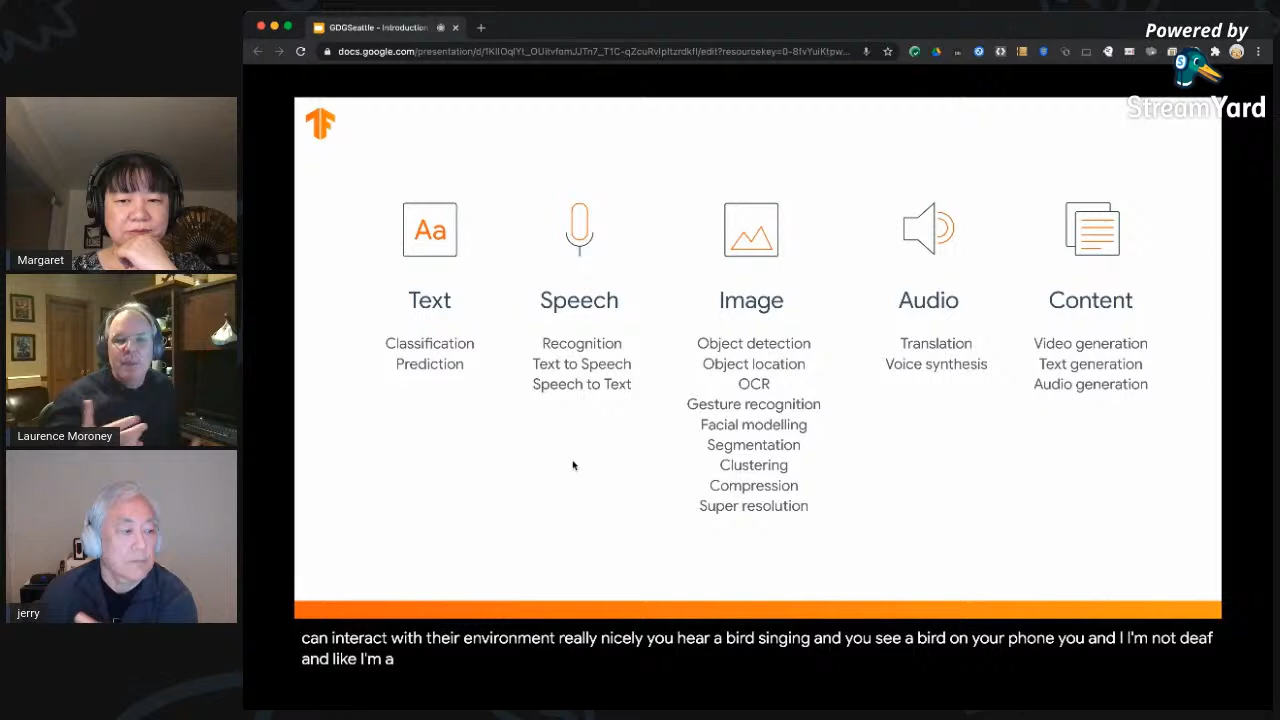 GDGSeattle - Introduction
Powered by
StreamYard
Margaret
Laurence Moroney
jerry
Aa
Text
Classification
Prediction
Speech
Recognition
Text to Speech
Speech to Text
Image
Object detection
Object location
OCR
Gesture recognition
Facial modelling
Segmentation
Clustering
Compression
Super resolution
Audio
Translation
Voice synthesis
Content
Video generation
Text generation
Audio generation
can interact with their environment really nicely you hear a bird singing and you see a bird on your phone you and I I'm not deaf
and like I'm a